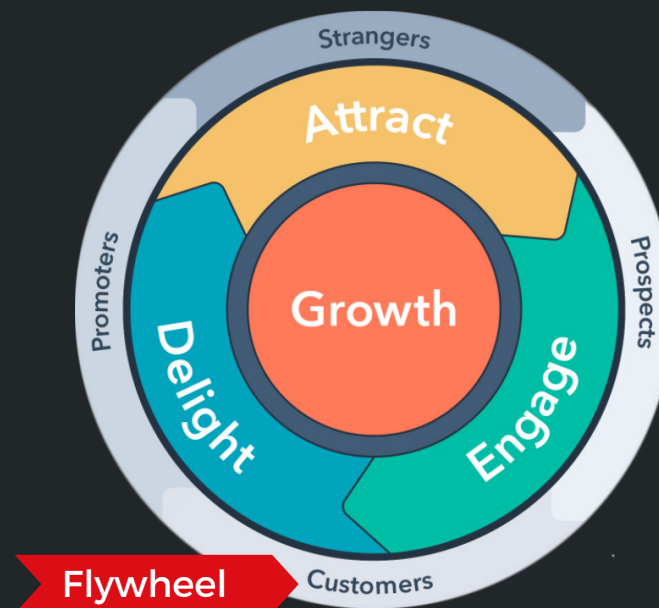 Strangers
Attract
Prospects
Engage
Customers
Delight
Promoters
Growth
Flywheel